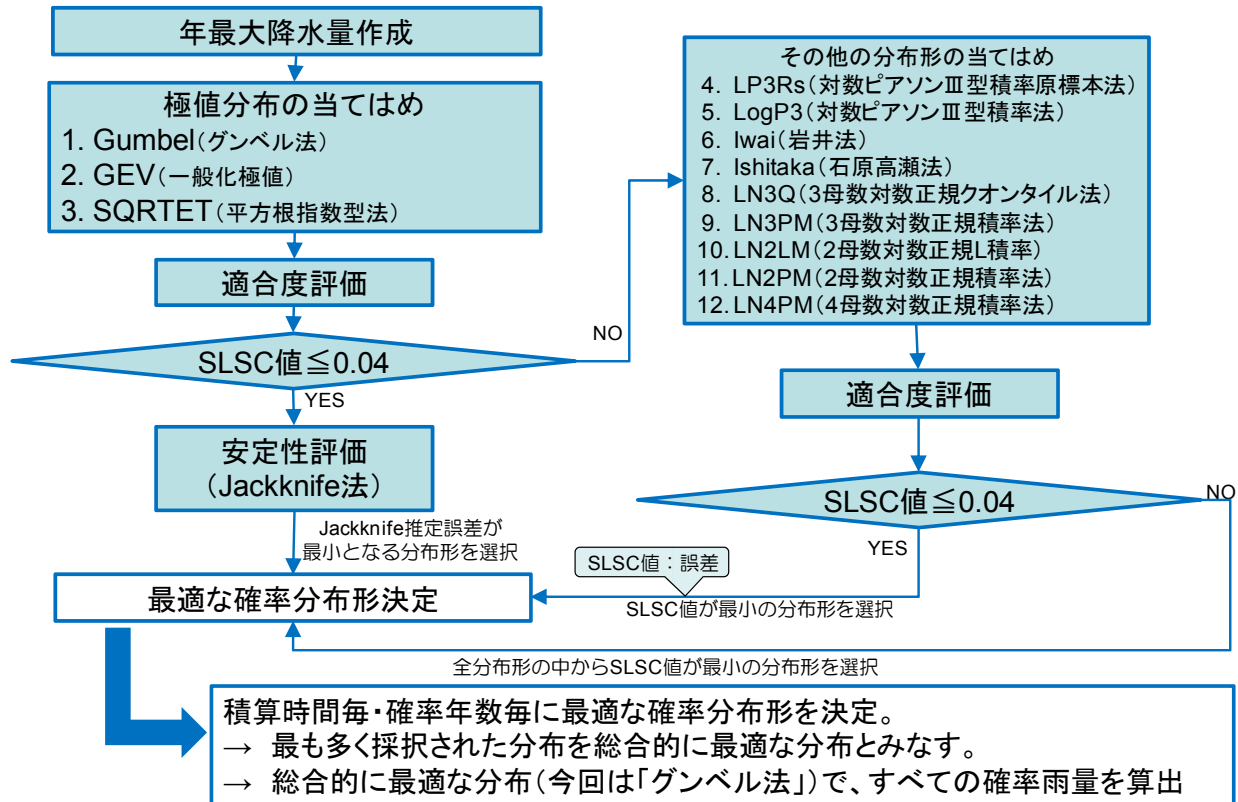 年最大降水量作成
極値分布の当てはめ
1. Gumbel(グンベル法)
2. GEV(一般化極値)
3. SQRTET(平方根指数型法)
適合度評価
SLSC値≦0.04
NO
YES
安定性評価
(Jackknife法)
Jackknife推定誤差が
最小となる分布形を選択
その他の分布形の当てはめ
4. LP3Rs(対数ピアソンⅢ型積率原標本法)
5. LogP3(対数ピアソンⅢ型積率法)
6. Iwai(岩井法)
7. Ishitaka(石原高瀬法)
8. LN3Q(3母数対数正規クオンタイル法)
9. LN3PM(3母数対数正規積率法)
10. LN2LM(2母数対数正規L積率)
11. LN2PM(2母数対数正規積率法)
12. LN4PM(4母数対数正規積率法)
適合度評価
SLSC値≦0.04
NO
YES
SLSC値：誤差
SLSC値が最小の分布形を選択
最適な確率分布形決定
全分布形の中からSLSC値が最小の分布形を選択
積算時間毎・確率年数毎に最適な確率分布形を決定。
→ 最も多く採択された分布を総合的に最適な分布とみなす。
→ 総合的に最適な分布(今回は「グンベル法」)で、すべての確率雨量を算出